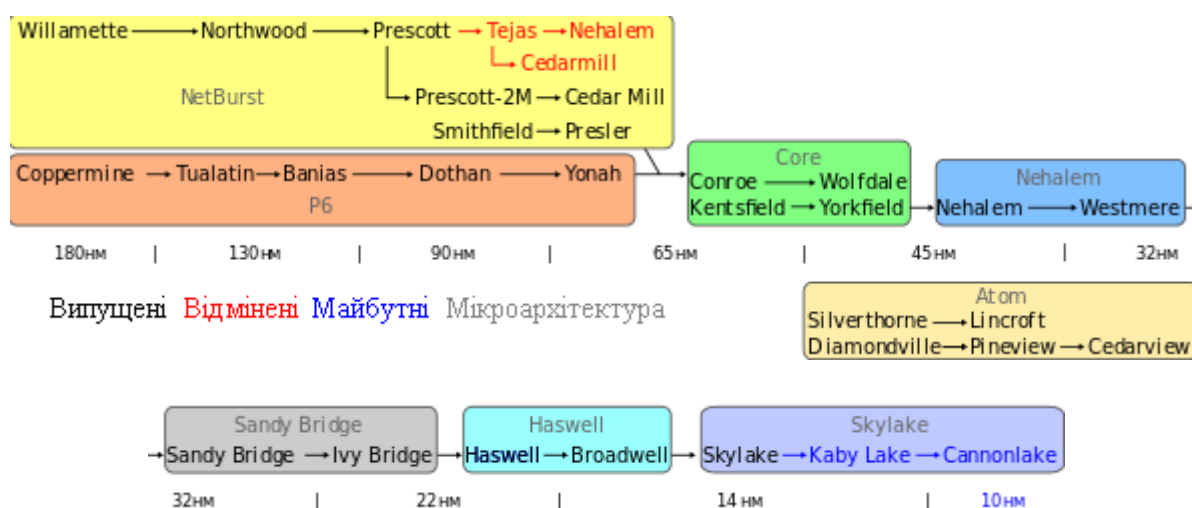 Willamette Northwood Prescott Tejas Nehalem
Cedarmill
NetBurst Prescott-2M Cedar Mill
Smithfield Presler
Coppermine Tualatin Banias Dothan Yonah
P6
Core
Conroe Wolfdale
Kentsfield Yorkfield
Nehalem
Nehalem Westmere
180нм | 130нм | 90нм | 65нм | 45нм | 32нм
Випущені Відмінені Майбутні Мікроархітектура
Atom
Silverthorne Lincroft
Diamondville Pineview Cedarview
Sandy Bridge Haswell Skylake
Sandy Bridge Ivy Bridge Haswell Broadwell Skylake Kaby Lake Cannonlake
32нм | 22нм | 14 нм | 10нм